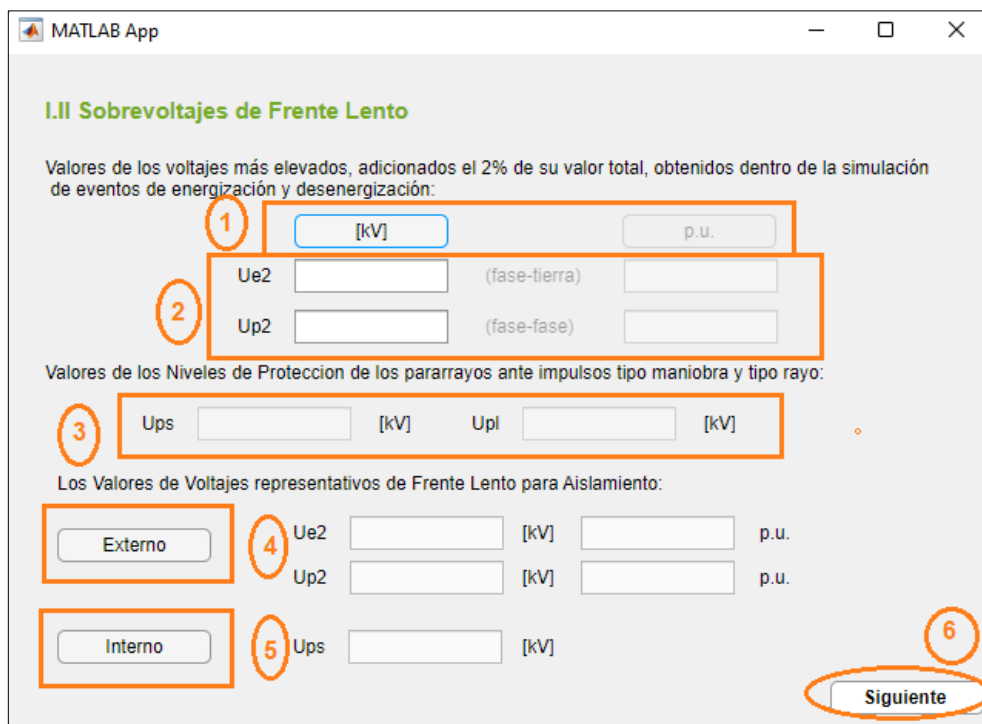 MATLAB App
I.II Sobrevoltajes de Frente Lento
Valores de los voltajes más elevados, adicionados el 2% de su valor total, obtenidos dentro de la simulación
de eventos de energización y desenergización:
1 [kV] p.u.
2
Ue2 (fase-tierra)
Up2 (fase-fase)
Valores de los Niveles de Proteccion de los pararrayos ante impulsos tipo maniobra y tipo rayo:
3 Ups [kV] Upl [kV]
Los Valores de Voltajes representativos de Frente Lento para Aislamiento:
Externo 4 Ue2 [kV] p.u.
Up2 [kV] p.u.
Interno 5 Ups [kV]
6
Siguiente